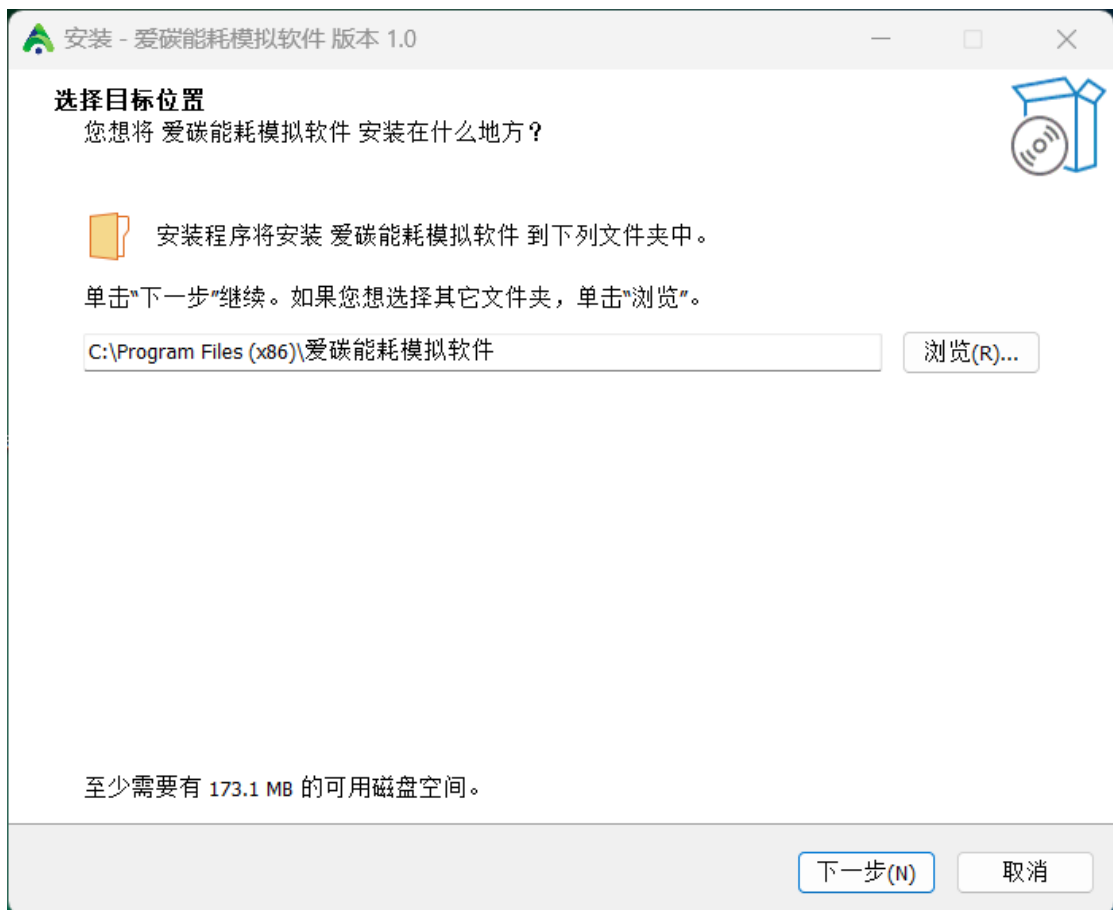 安装 - 爱碳能耗模拟软件 版本 1.0
选择目标位置
您想将 爱碳能耗模拟软件 安装在什么地方？
安装程序将安装 爱碳能耗模拟软件 到下列文件夹中。
单击“下一步”继续。如果您想选择其它文件夹，单击“浏览”。
C:\Program Files (x86)\爱碳能耗模拟软件
浏览(R)...
至少需要有 173.1 MB 的可用磁盘空间。
下一步(N)
取消